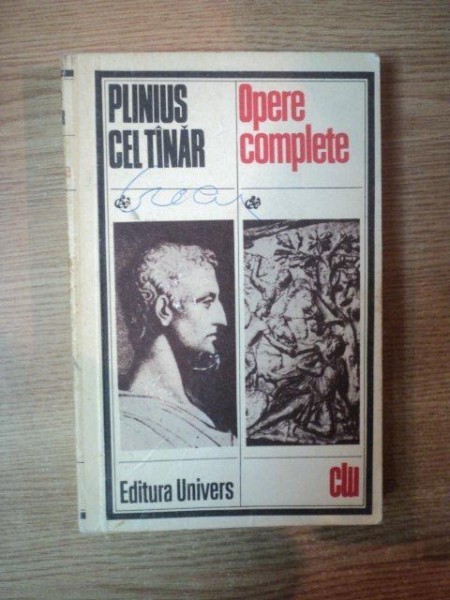 PLINIUS
CEL TÎNĂR
Opere
complete
Editura Univers
clu